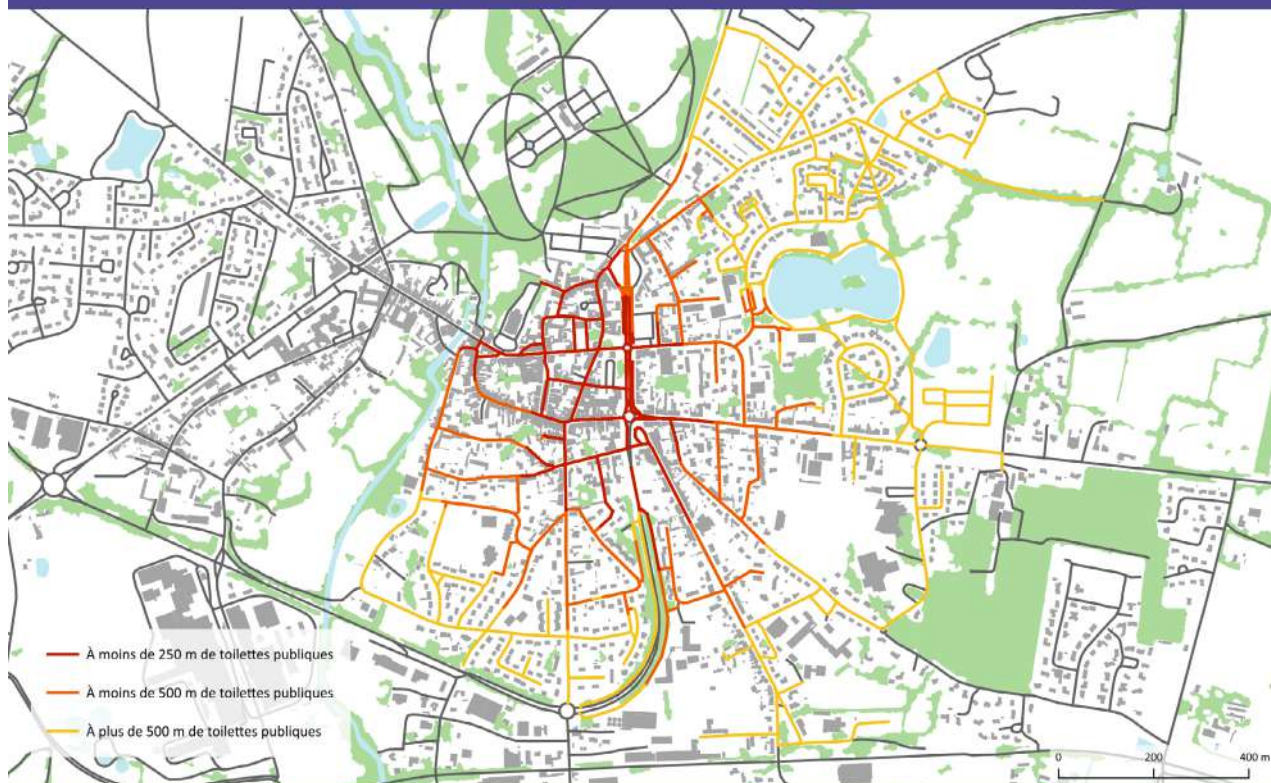 À moins de 250 m de toilettes publiques
À moins de 500 m de toilettes publiques
À plus de 500 m de toilettes publiques
0 200 400 m